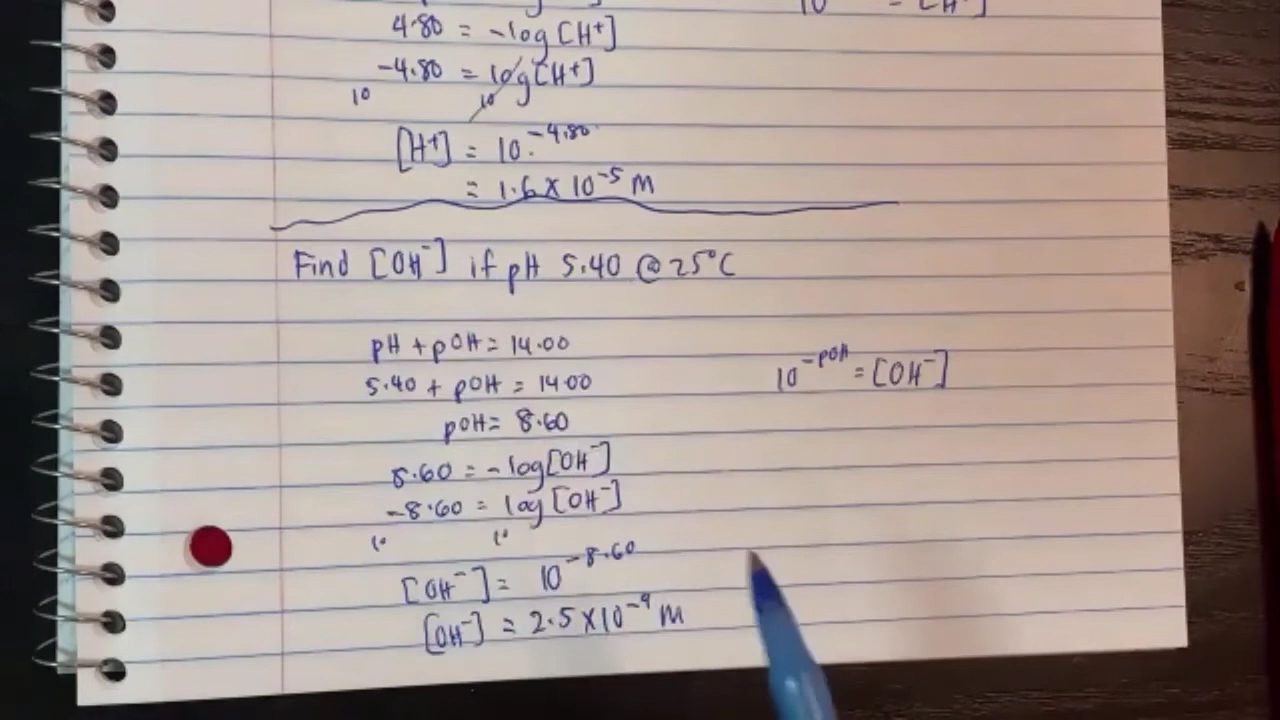 4.80 = -log[H+]
-4.80 = log[H+]
10 10
[H+] = 10^-4.80
= 1.6 x 10^-5 M
Find [OH-] if pH 5.40 @ 25°C
pH + pOH = 14.00
5.40 + pOH = 14.00
10^-pOH = [OH-]
pOH = 8.60
8.60 = -log[OH-]
-8.60 = log[OH-]
10 10
[OH-] = 10^-8.60
[OH-] = 2.5 x 10^-9 M